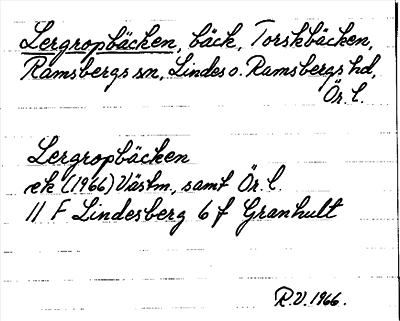 Lergropbäcken, bäck, Torskbäcken,
Ramsbergs sn, Lindes o. Ramsbergs hd,
Ör. l.
Lergropbäcken
ek (1966) Västm., samt Ör. l.
11 F Lindesberg 6 f Granhult
R.V. 1966.